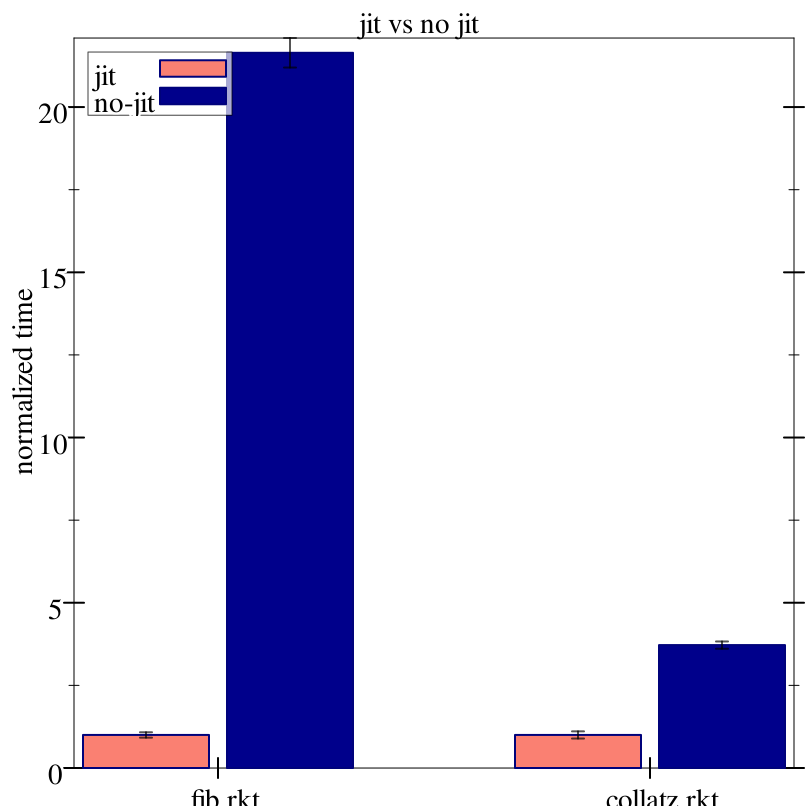 jit vs no jit
jit
no-jit
20
15
10
5
0
normalized time
fib.rkt
collatz.rkt